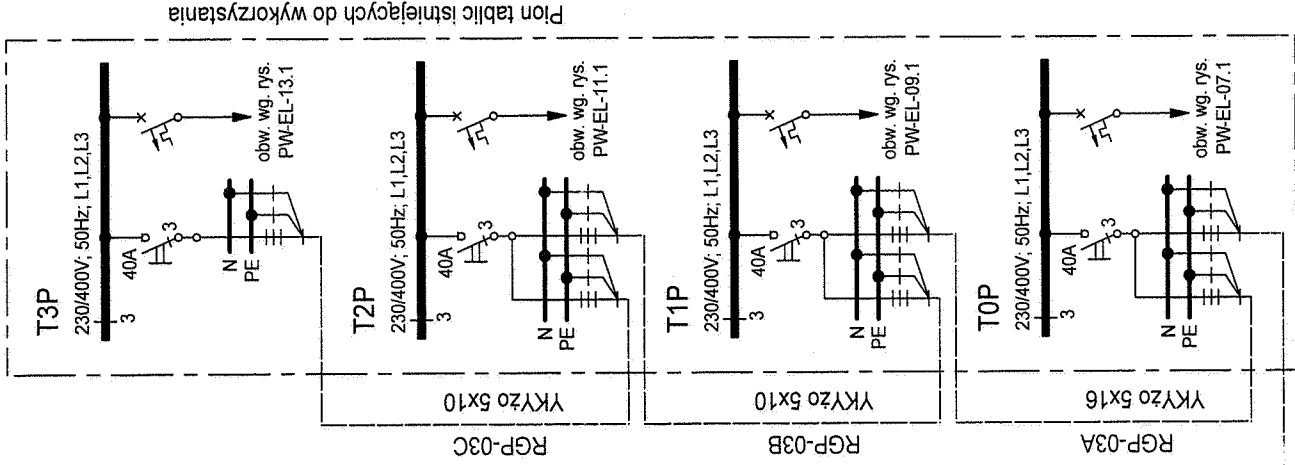 Pion tablic istniejących do wykorzystania
T3P
230/400V; 50Hz; L1,L2,L3
3
40A
3
N
PE
obw. wg. rys.
PW-EL-13.1
T2P
230/400V; 50Hz; L1,L2,L3
3
40A
3
N
PE
obw. wg. rys.
PW-EL-11.1
YKYżo 5x10
RGP-03C
T1P
230/400V; 50Hz; L1,L2,L3
3
40A
3
N
PE
obw. wg. rys.
PW-EL-09.1
YKYżo 5x10
RGP-03B
T0P
230/400V; 50Hz; L1,L2,L3
3
40A
3
N
PE
obw. wg. rys.
PW-EL-07.1
YKYżo 5x16
RGP-03A